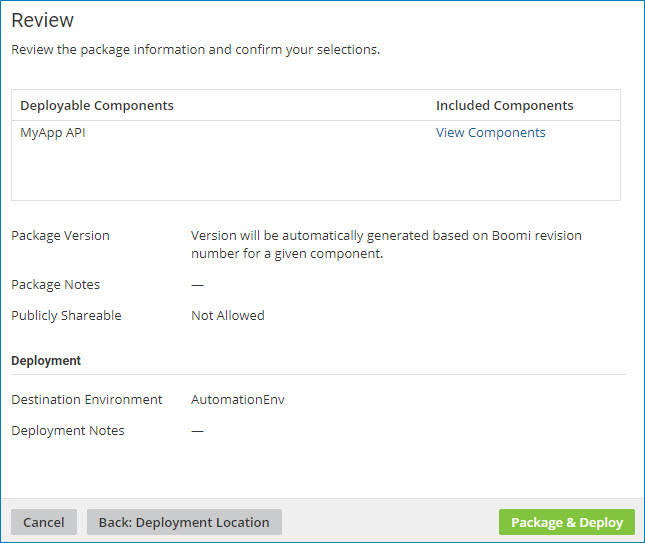 Review
Review the package information and confirm your selections.
Deployable Components Included Components
MyApp API View Components
Package Version Version will be automatically generated based on Boomi revision
number for a given component.
Package Notes —
Publicly Shareable Not Allowed
Deployment
Destination Environment AutomationEnv
Deployment Notes —
Cancel Back: Deployment Location Package & Deploy